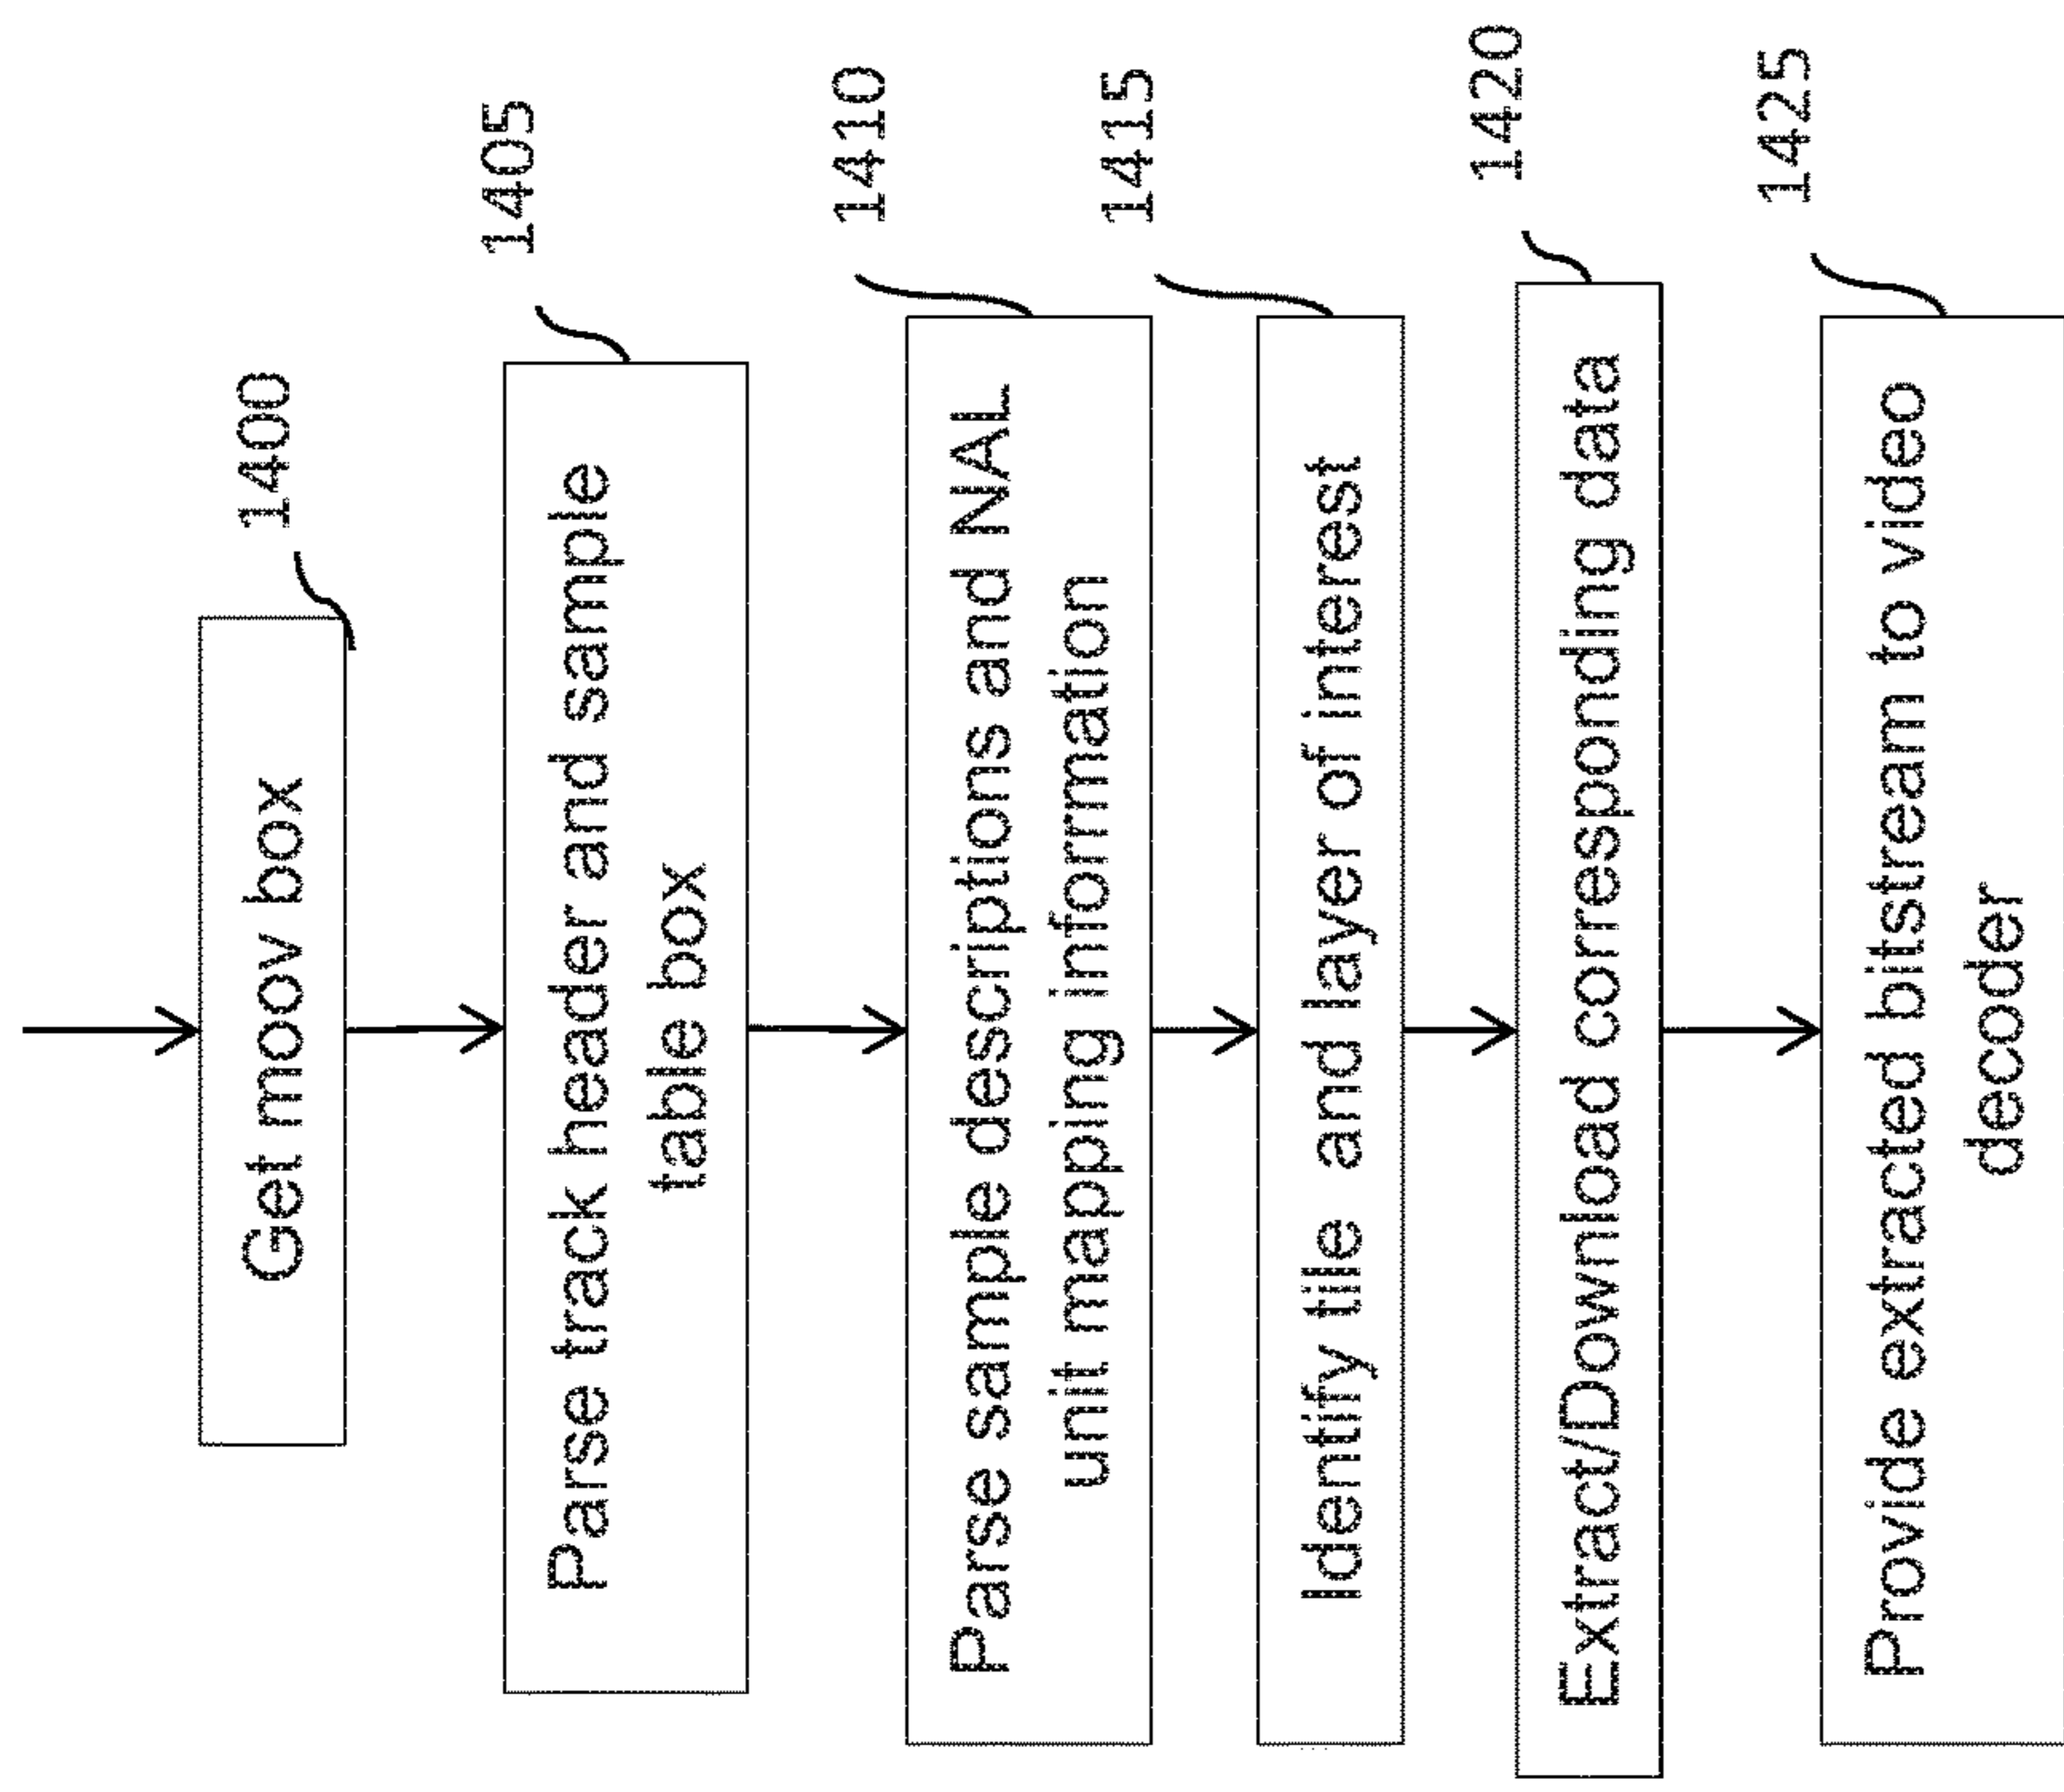 1400
Get moov box
1405
Parse track header and sample
table box
1410
Parse sample descriptions and NAL
unit mapping information
1415
Identify tile and layer of interest
1420
Extract/Download corresponding data
1425
Provide extracted bitstream to video
decoder